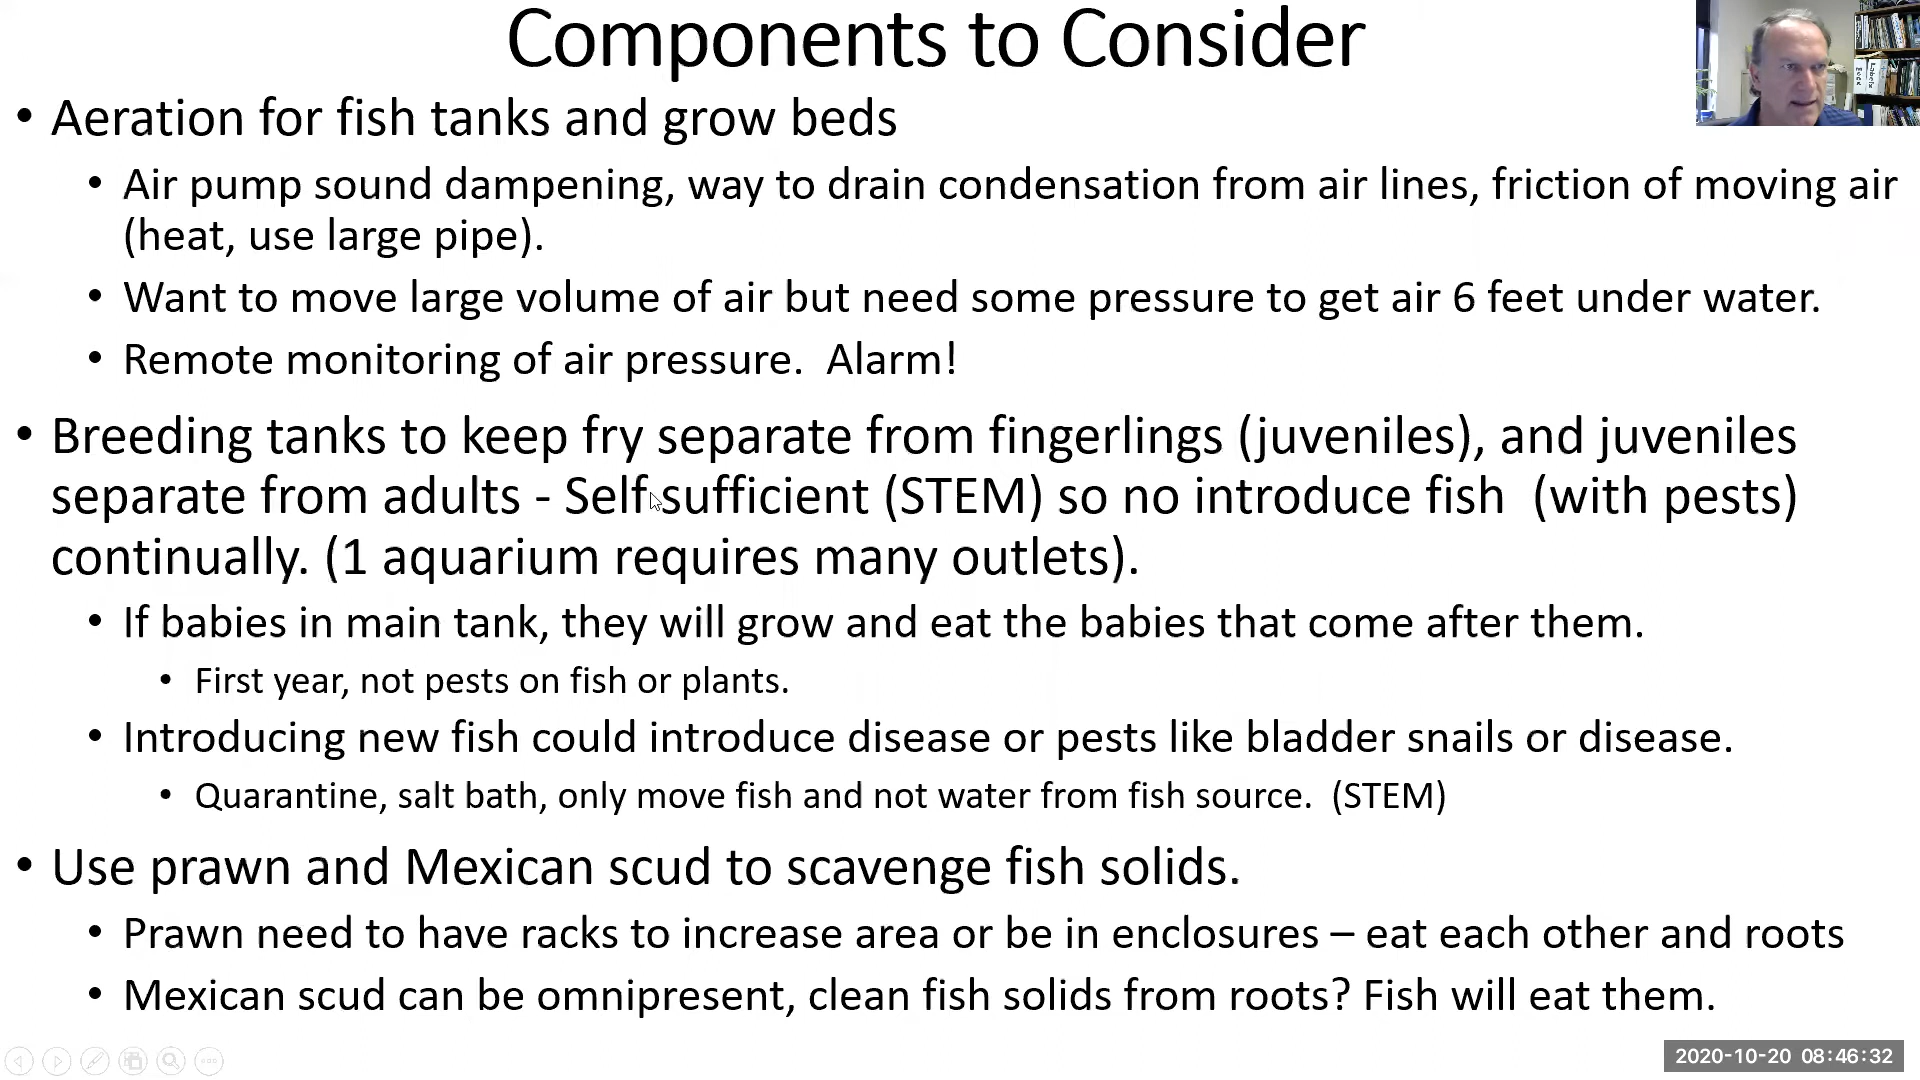 Components to Consider
• Aeration for fish tanks and grow beds
• Air pump sound dampening, way to drain condensation from air lines, friction of moving air
(heat, use large pipe).
• Want to move large volume of air but need some pressure to get air 6 feet under water.
• Remote monitoring of air pressure.  Alarm!
• Breeding tanks to keep fry separate from fingerlings (juveniles), and juveniles
separate from adults - Self sufficient (STEM) so no introduce fish  (with pests)
continually. (1 aquarium requires many outlets).
• If babies in main tank, they will grow and eat the babies that come after them.
• First year, not pests on fish or plants.
• Introducing new fish could introduce disease or pests like bladder snails or disease.
• Quarantine, salt bath, only move fish and not water from fish source.  (STEM)
• Use prawn and Mexican scud to scavenge fish solids.
• Prawn need to have racks to increase area or be in enclosures – eat each other and roots
• Mexican scud can be omnipresent, clean fish solids from roots? Fish will eat them.
2020-10-20 08:46:32